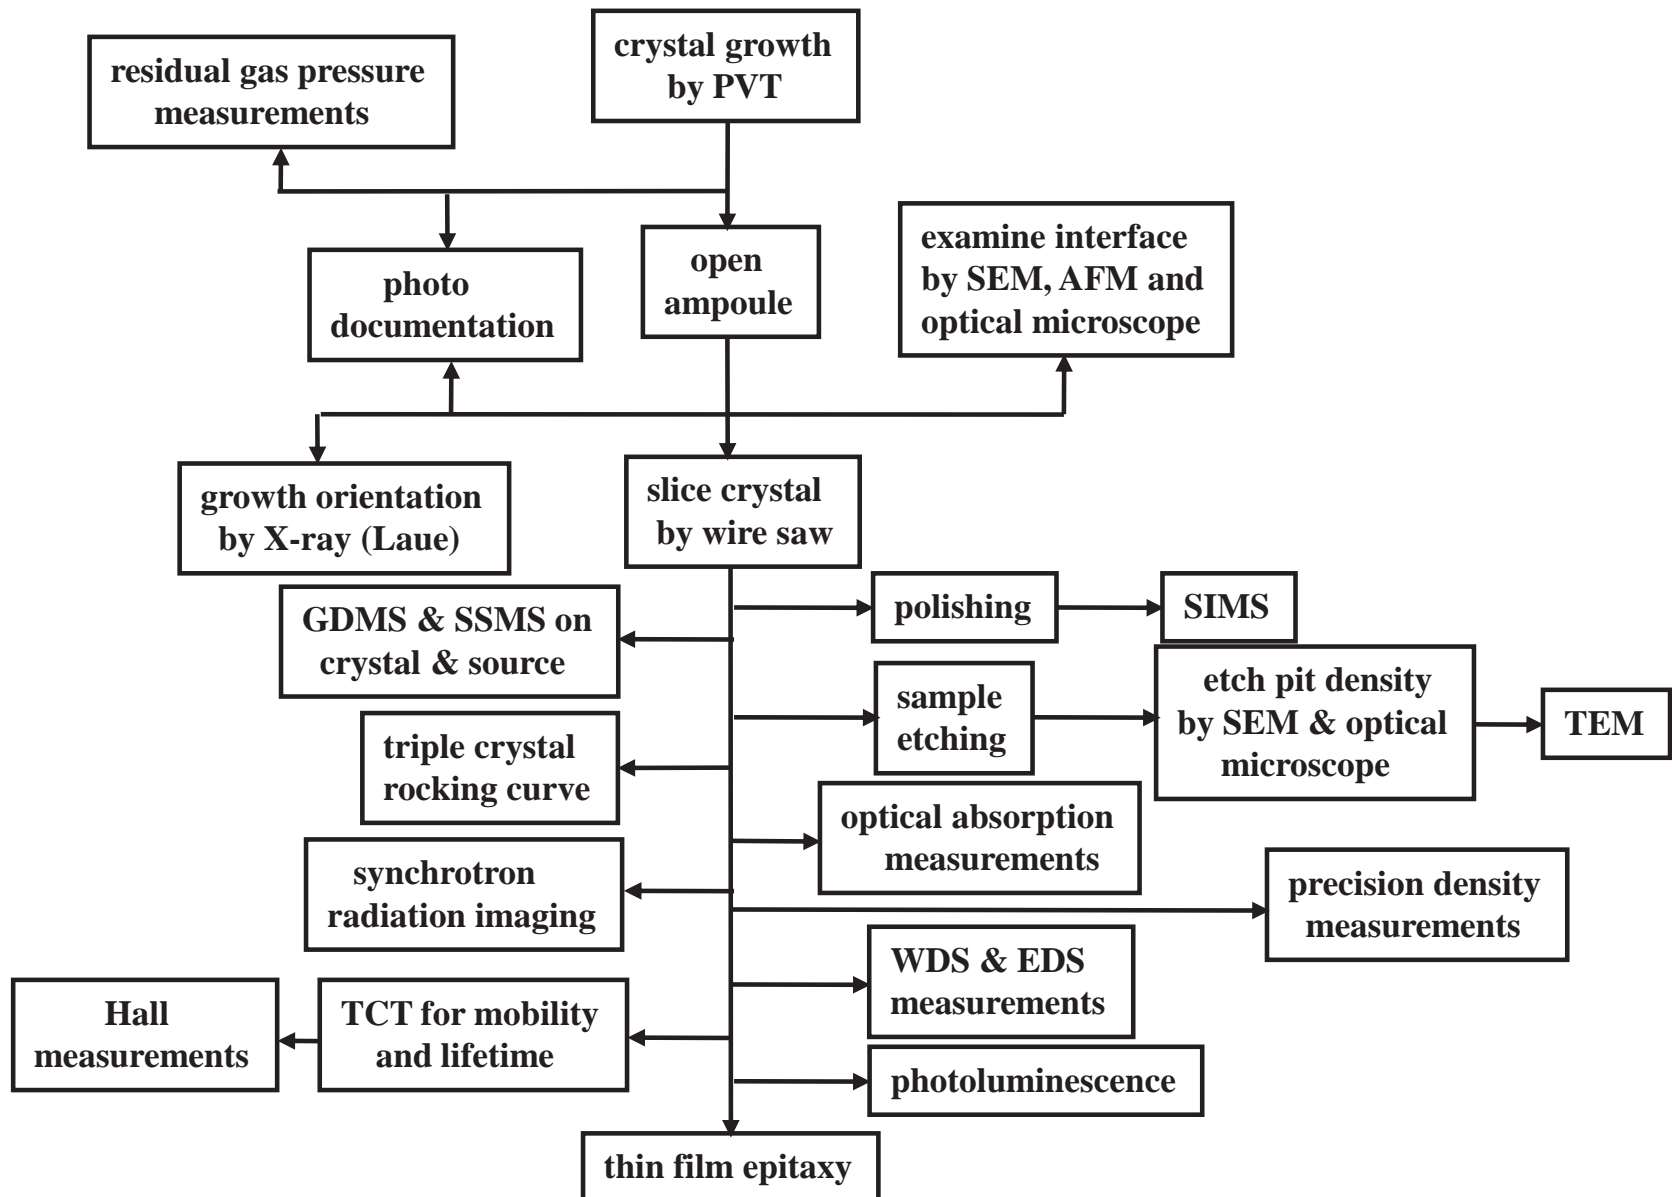 crystal growth
by PVT
residual gas pressure
measurements
open
ampoule
examine interface
by SEM, AFM and
optical microscope
photo
documentation
growth orientation
by X-ray (Laue)
slice crystal
by wire saw
polishing
SIMS
GDMS & SSMS on
crystal & source
sample
etching
etch pit density
by SEM & optical
microscope
TEM
triple crystal
rocking curve
optical absorption
measurements
synchrotron
radiation imaging
precision density
measurements
WDS & EDS
measurements
Hall
measurements
TCT for mobility
and lifetime
photoluminescence
thin film epitaxy